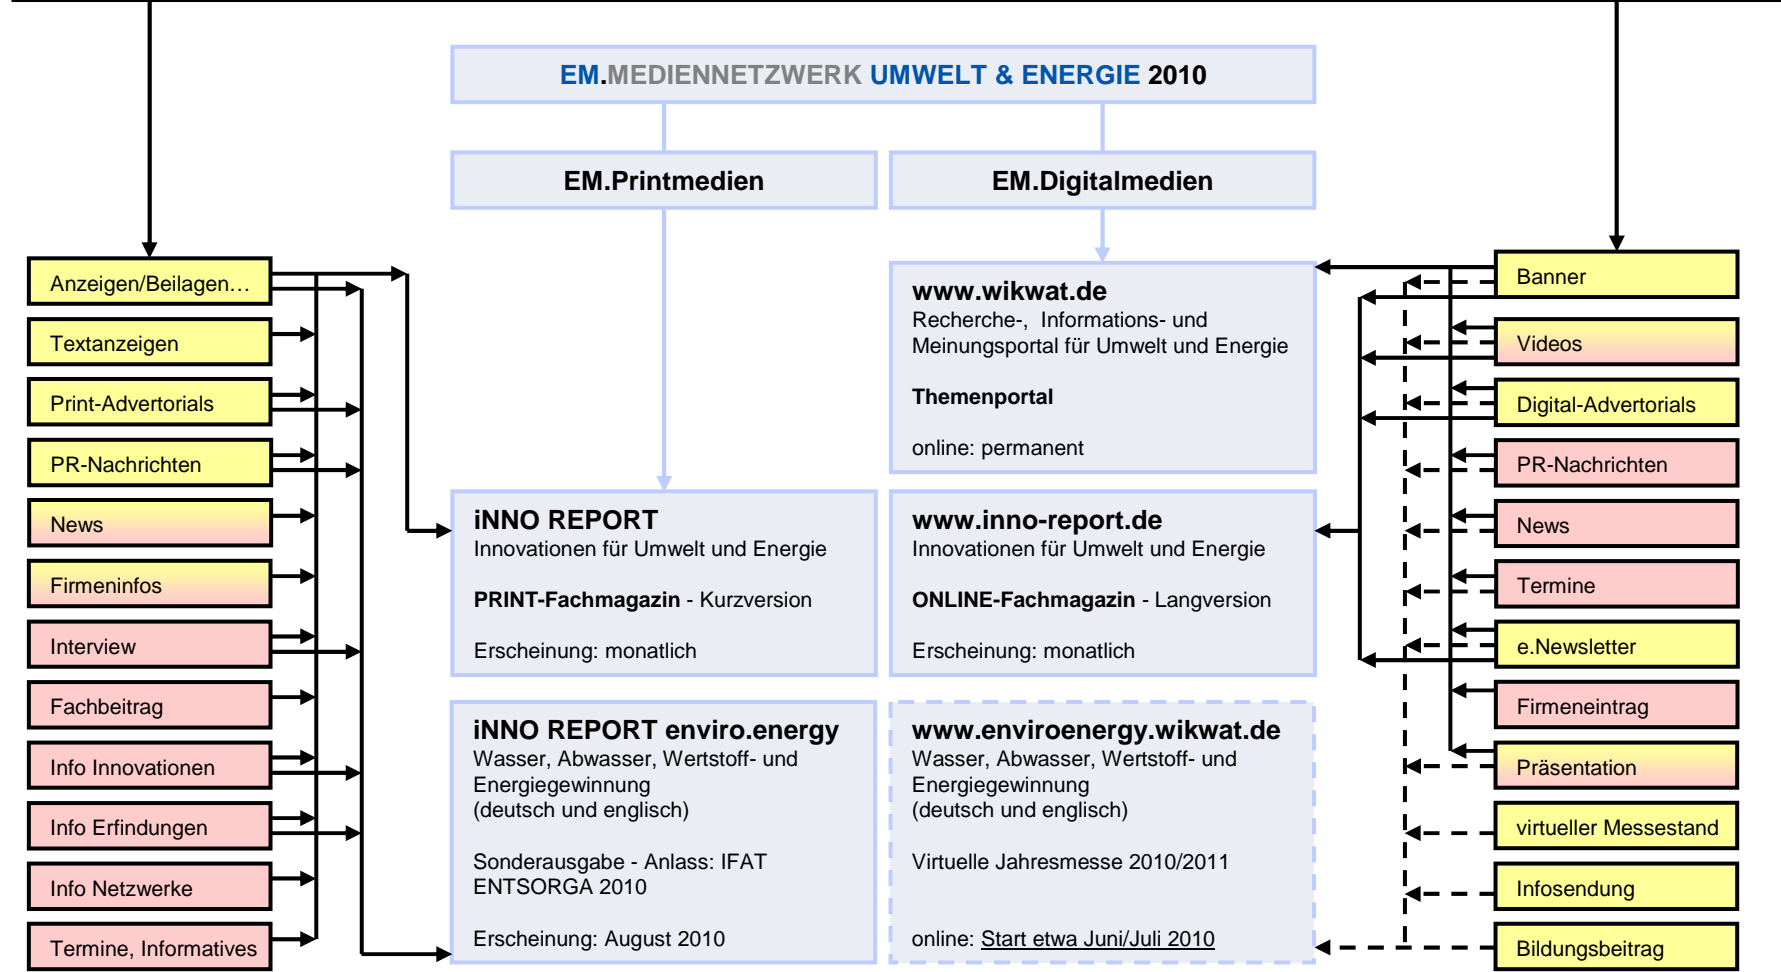 EM.MEDIENNETZWERK UMWELT & ENERGIE 2010
EM.Printmedien
EM.Digitalmedien
Anzeigen/Beilagen…
Textanzeigen
Print-Advertorials
PR-Nachrichten
News
Firmeninfos
Interview
Fachbeitrag
Info Innovationen
Info Erfindungen
Info Netzwerke
Termine, Informatives
iNNO REPORT
Innovationen für Umwelt und Energie
PRINT-Fachmagazin - Kurzversion
Erscheinung: monatlich
iNNO REPORT enviro.energy
Wasser, Abwasser, Wertstoff- und
Energiegewinnung
(deutsch und englisch)
Sonderausgabe - Anlass: IFAT
ENTSORGA 2010
Erscheinung: August 2010
www.wikwat.de
Recherche-, Informations- und
Meinungsportal für Umwelt und Energie
Themenportal
online: permanent
www.inno-report.de
Innovationen für Umwelt und Energie
ONLINE-Fachmagazin - Langversion
Erscheinung: monatlich
www.enviroenergy.wikwat.de
Wasser, Abwasser, Wertstoff- und
Energiegewinnung
(deutsch und englisch)
Virtuelle Jahresmesse 2010/2011
online: Start etwa Juni/Juli 2010
Banner
Videos
Digital-Advertorials
PR-Nachrichten
News
Termine
e.Newsletter
Firmeneintrag
Präsentation
virtueller Messestand
Infosendung
Bildungsbeitrag